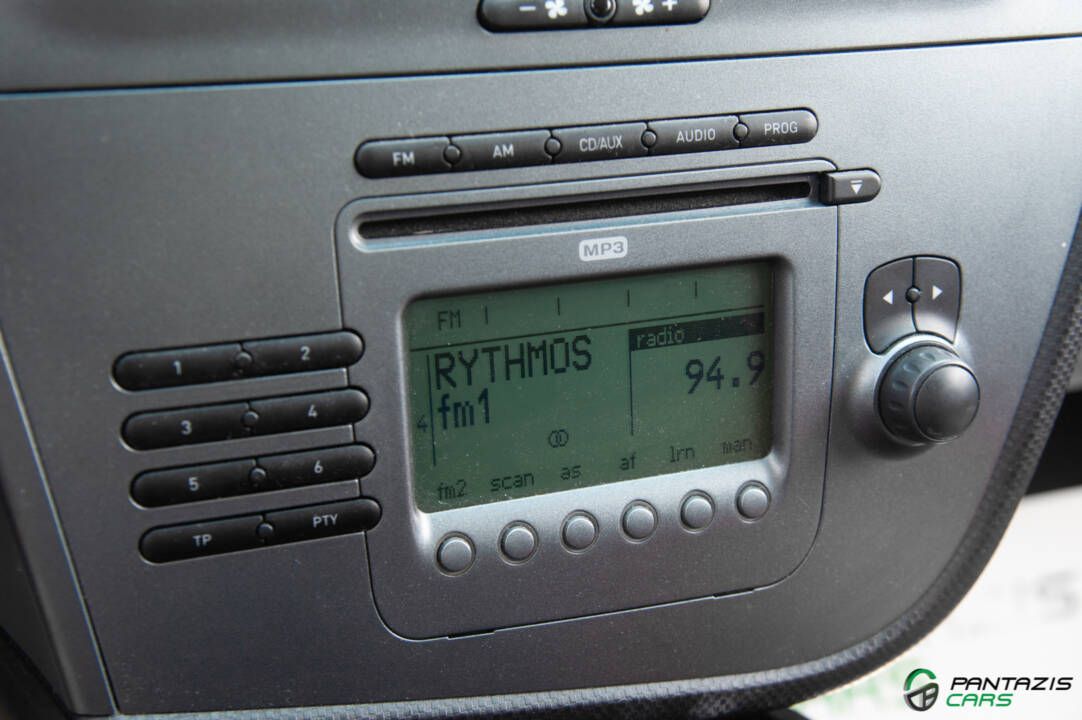 - +
FM AM CD/AUX AUDIO PROG
MP3
FM
radio
RYTHMOS
94.9
fm1
4
fm2 scan as af lrn man
1 2
3 4
5 6
TP PTY
PANTAZIS
CARS